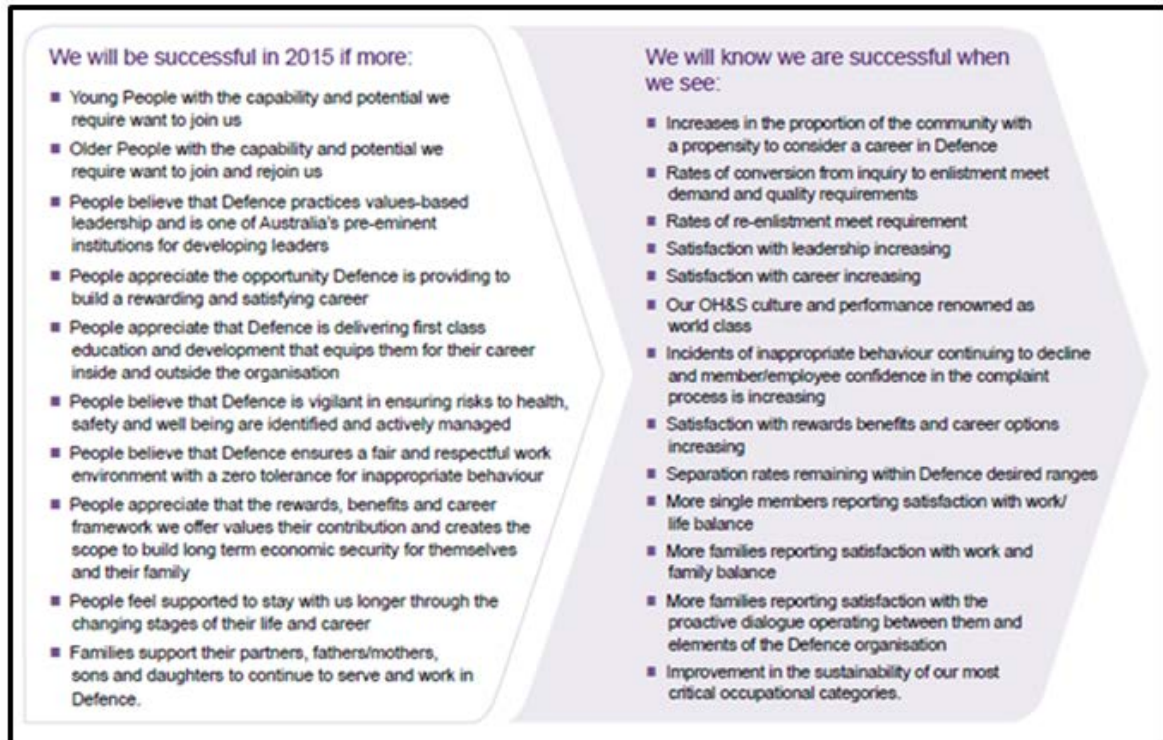 We will be successful in 2015 if more:
■ Young People with the capability and potential we
require want to join us
■ Older People with the capability and potential we
require want to join and rejoin us
■ People believe that Defence practices values-based
leadership and is one of Australia's pre-eminent
institutions for developing leaders
■ People appreciate the opportunity Defence is providing to
build a rewarding and satisfying career
■ People appreciate that Defence is delivering first class
education and development that equips them for their career
inside and outside the organisation
■ People believe that Defence is vigilant in ensuring risks to health,
safety and well being are identified and actively managed
■ People believe that Defence ensures a fair and respectful work
environment with a zero tolerance for inappropriate behaviour
■ People appreciate that the rewards, benefits and career
framework we offer values their contribution and creates the
scope to build long term economic security for themselves
and their family
■ People feel supported to stay with us longer through the
changing stages of their life and career
■ Families support their partners, fathers/mothers,
sons and daughters to continue to serve and work in
Defence.
We will know we are successful when
we see:
■ Increases in the proportion of the community with
a propensity to consider a career in Defence
■ Rates of conversion from inquiry to enlistment meet
demand and quality requirements
■ Rates of re-enlistment meet requirement
■ Satisfaction with leadership increasing
■ Satisfaction with career increasing
■ Our OH&S culture and performance renowned as
world class
■ Incidents of inappropriate behaviour continuing to decline
and member/employee confidence in the complaint
process is increasing
■ Satisfaction with rewards benefits and career options
increasing
■ Separation rates remaining within Defence desired ranges
■ More single members reporting satisfaction with work/
life balance
■ More families reporting satisfaction with work and
family balance
■ More families reporting satisfaction with the
proactive dialogue operating between them and
elements of the Defence organisation
■ Improvement in the sustainability of our most
critical occupational categories.